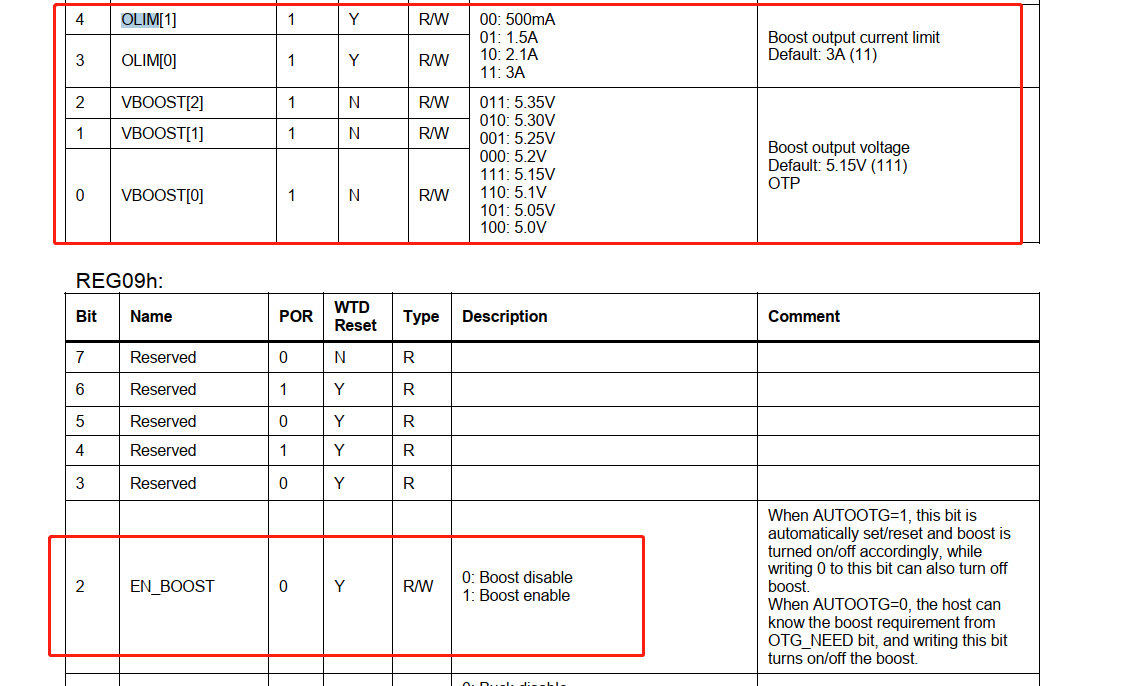 4 OLIM[1] 1 Y R/W 00: 500mA
01: 1.5A
10: 2.1A
11: 3A
Boost output current limit
Default: 3A (11)
3 OLIM[0] 1 Y R/W
2 VBOOST[2] 1 N R/W 011: 5.35V
010: 5.30V
001: 5.25V
000: 5.2V
111: 5.15V
110: 5.1V
101: 5.05V
100: 5.0V
Boost output voltage
Default: 5.15V (111)
OTP
1 VBOOST[1] 1 N R/W
0 VBOOST[0] 1 N R/W
REG09h:
Bit Name POR WTD Reset Type Description Comment
7 Reserved 0 N R
6 Reserved 1 Y R
5 Reserved 0 Y R
4 Reserved 1 Y R
3 Reserved 0 Y R
2 EN_BOOST 0 Y R/W 0: Boost disable
1: Boost enable
When AUTOOTG=1, this bit is
automatically set/reset and boost is
turned on/off accordingly, while
writing 0 to this bit can also turn off
boost.
When AUTOOTG=0, the host can
know the boost requirement from
OTG_NEED bit, and writing this bit
turns on/off the boost.